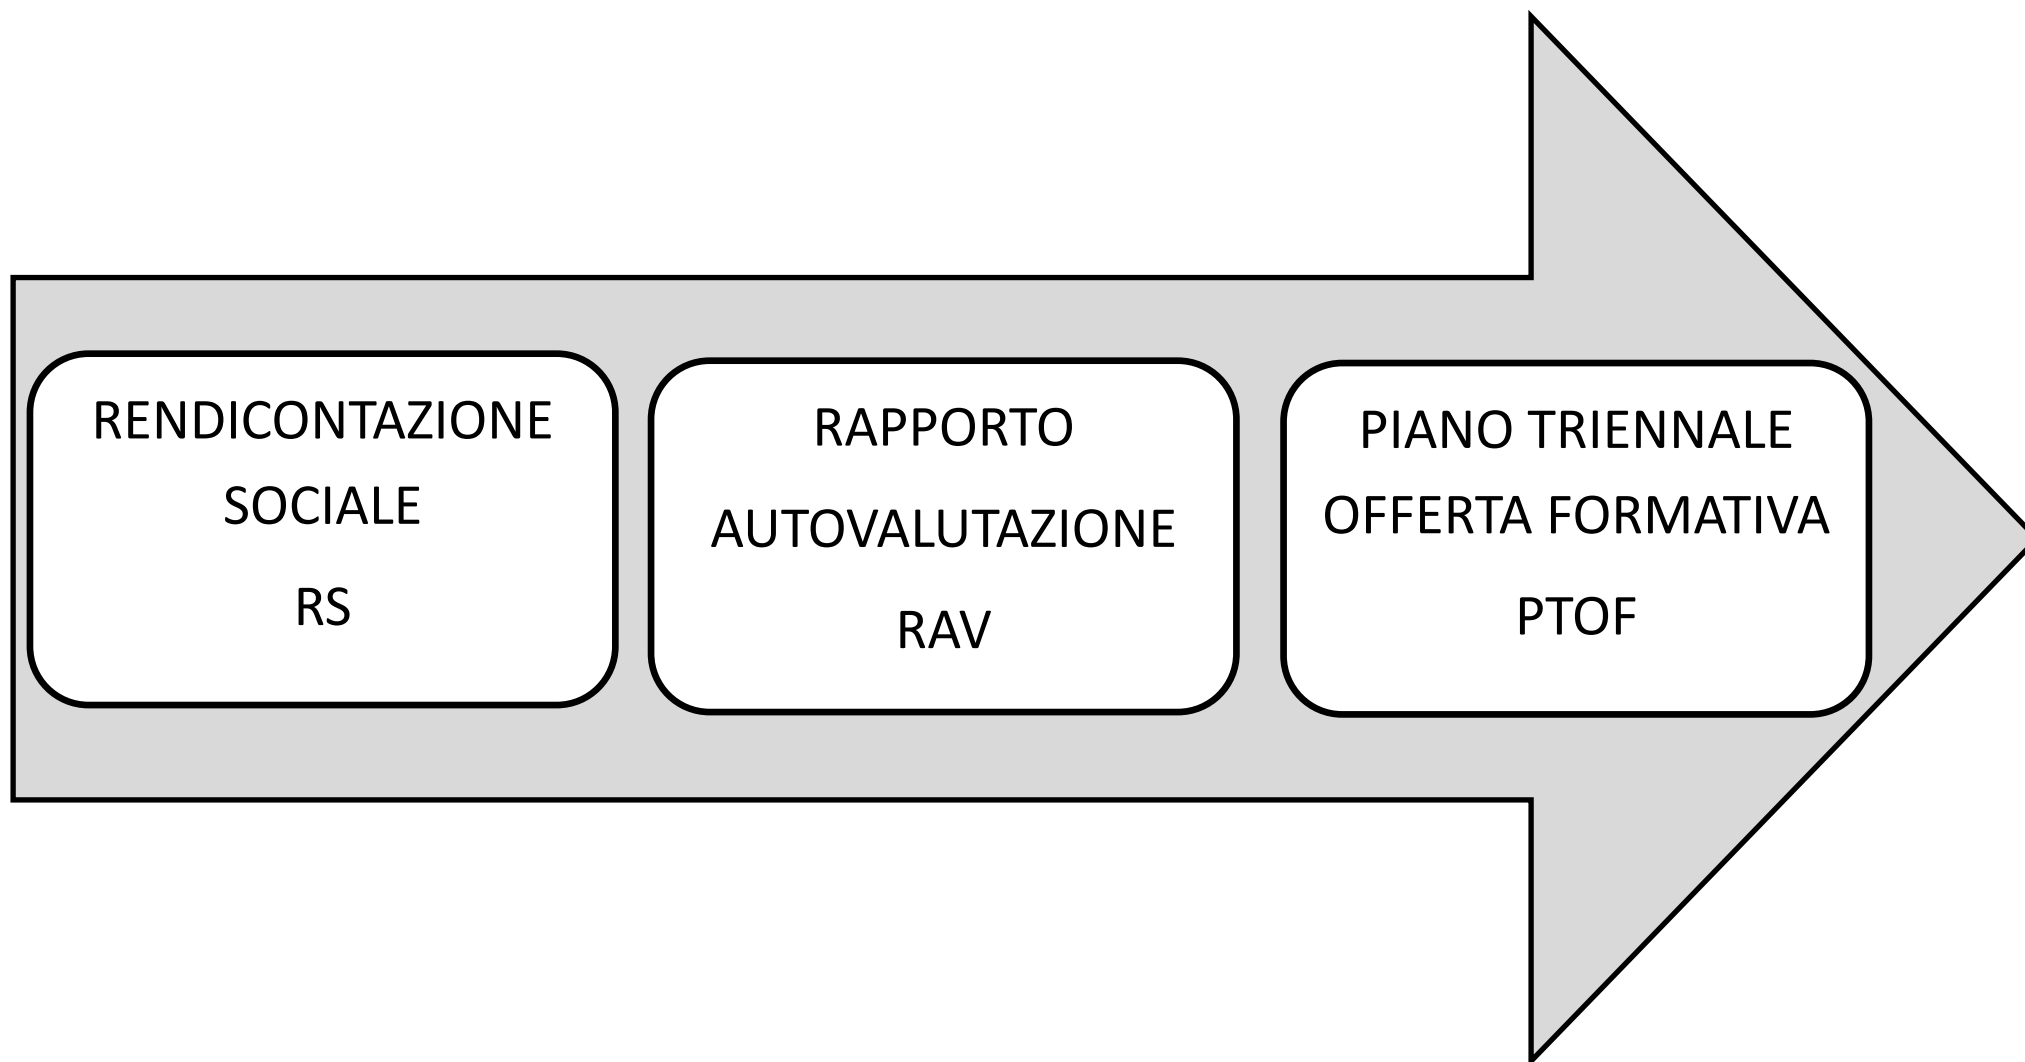 RENDICONTAZIONE
SOCIALE
RS
RAPPORTO
AUTOVALUTAZIONE
RAV
PIANO TRIENNALE
OFFERTA FORMATIVA
PTOF